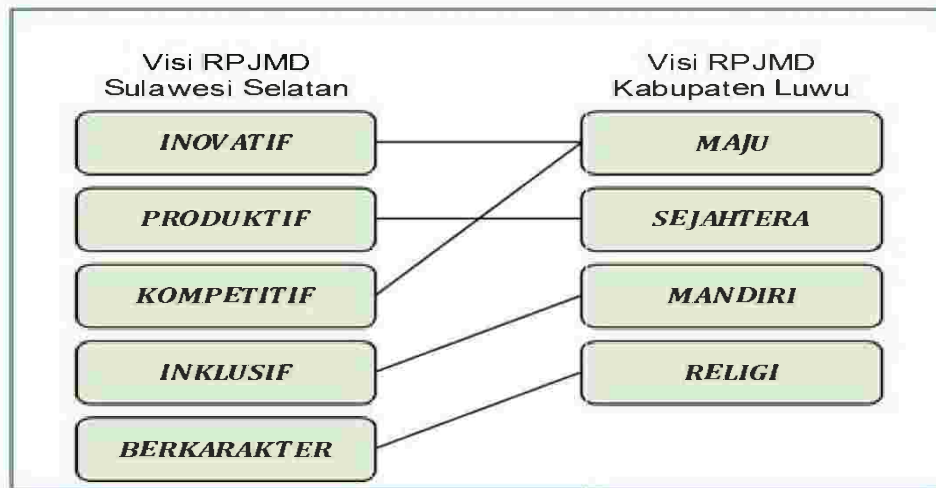 Visi RPJMD
Sulawesi Selatan
INOVATIF
PRODUKTIF
KOMPETITIF
INKLUSIF
BERKARAKTER
Visi RPJMD
Kabupaten Luwu
MAJU
SEJAHTERA
MANDIRI
RELIGI